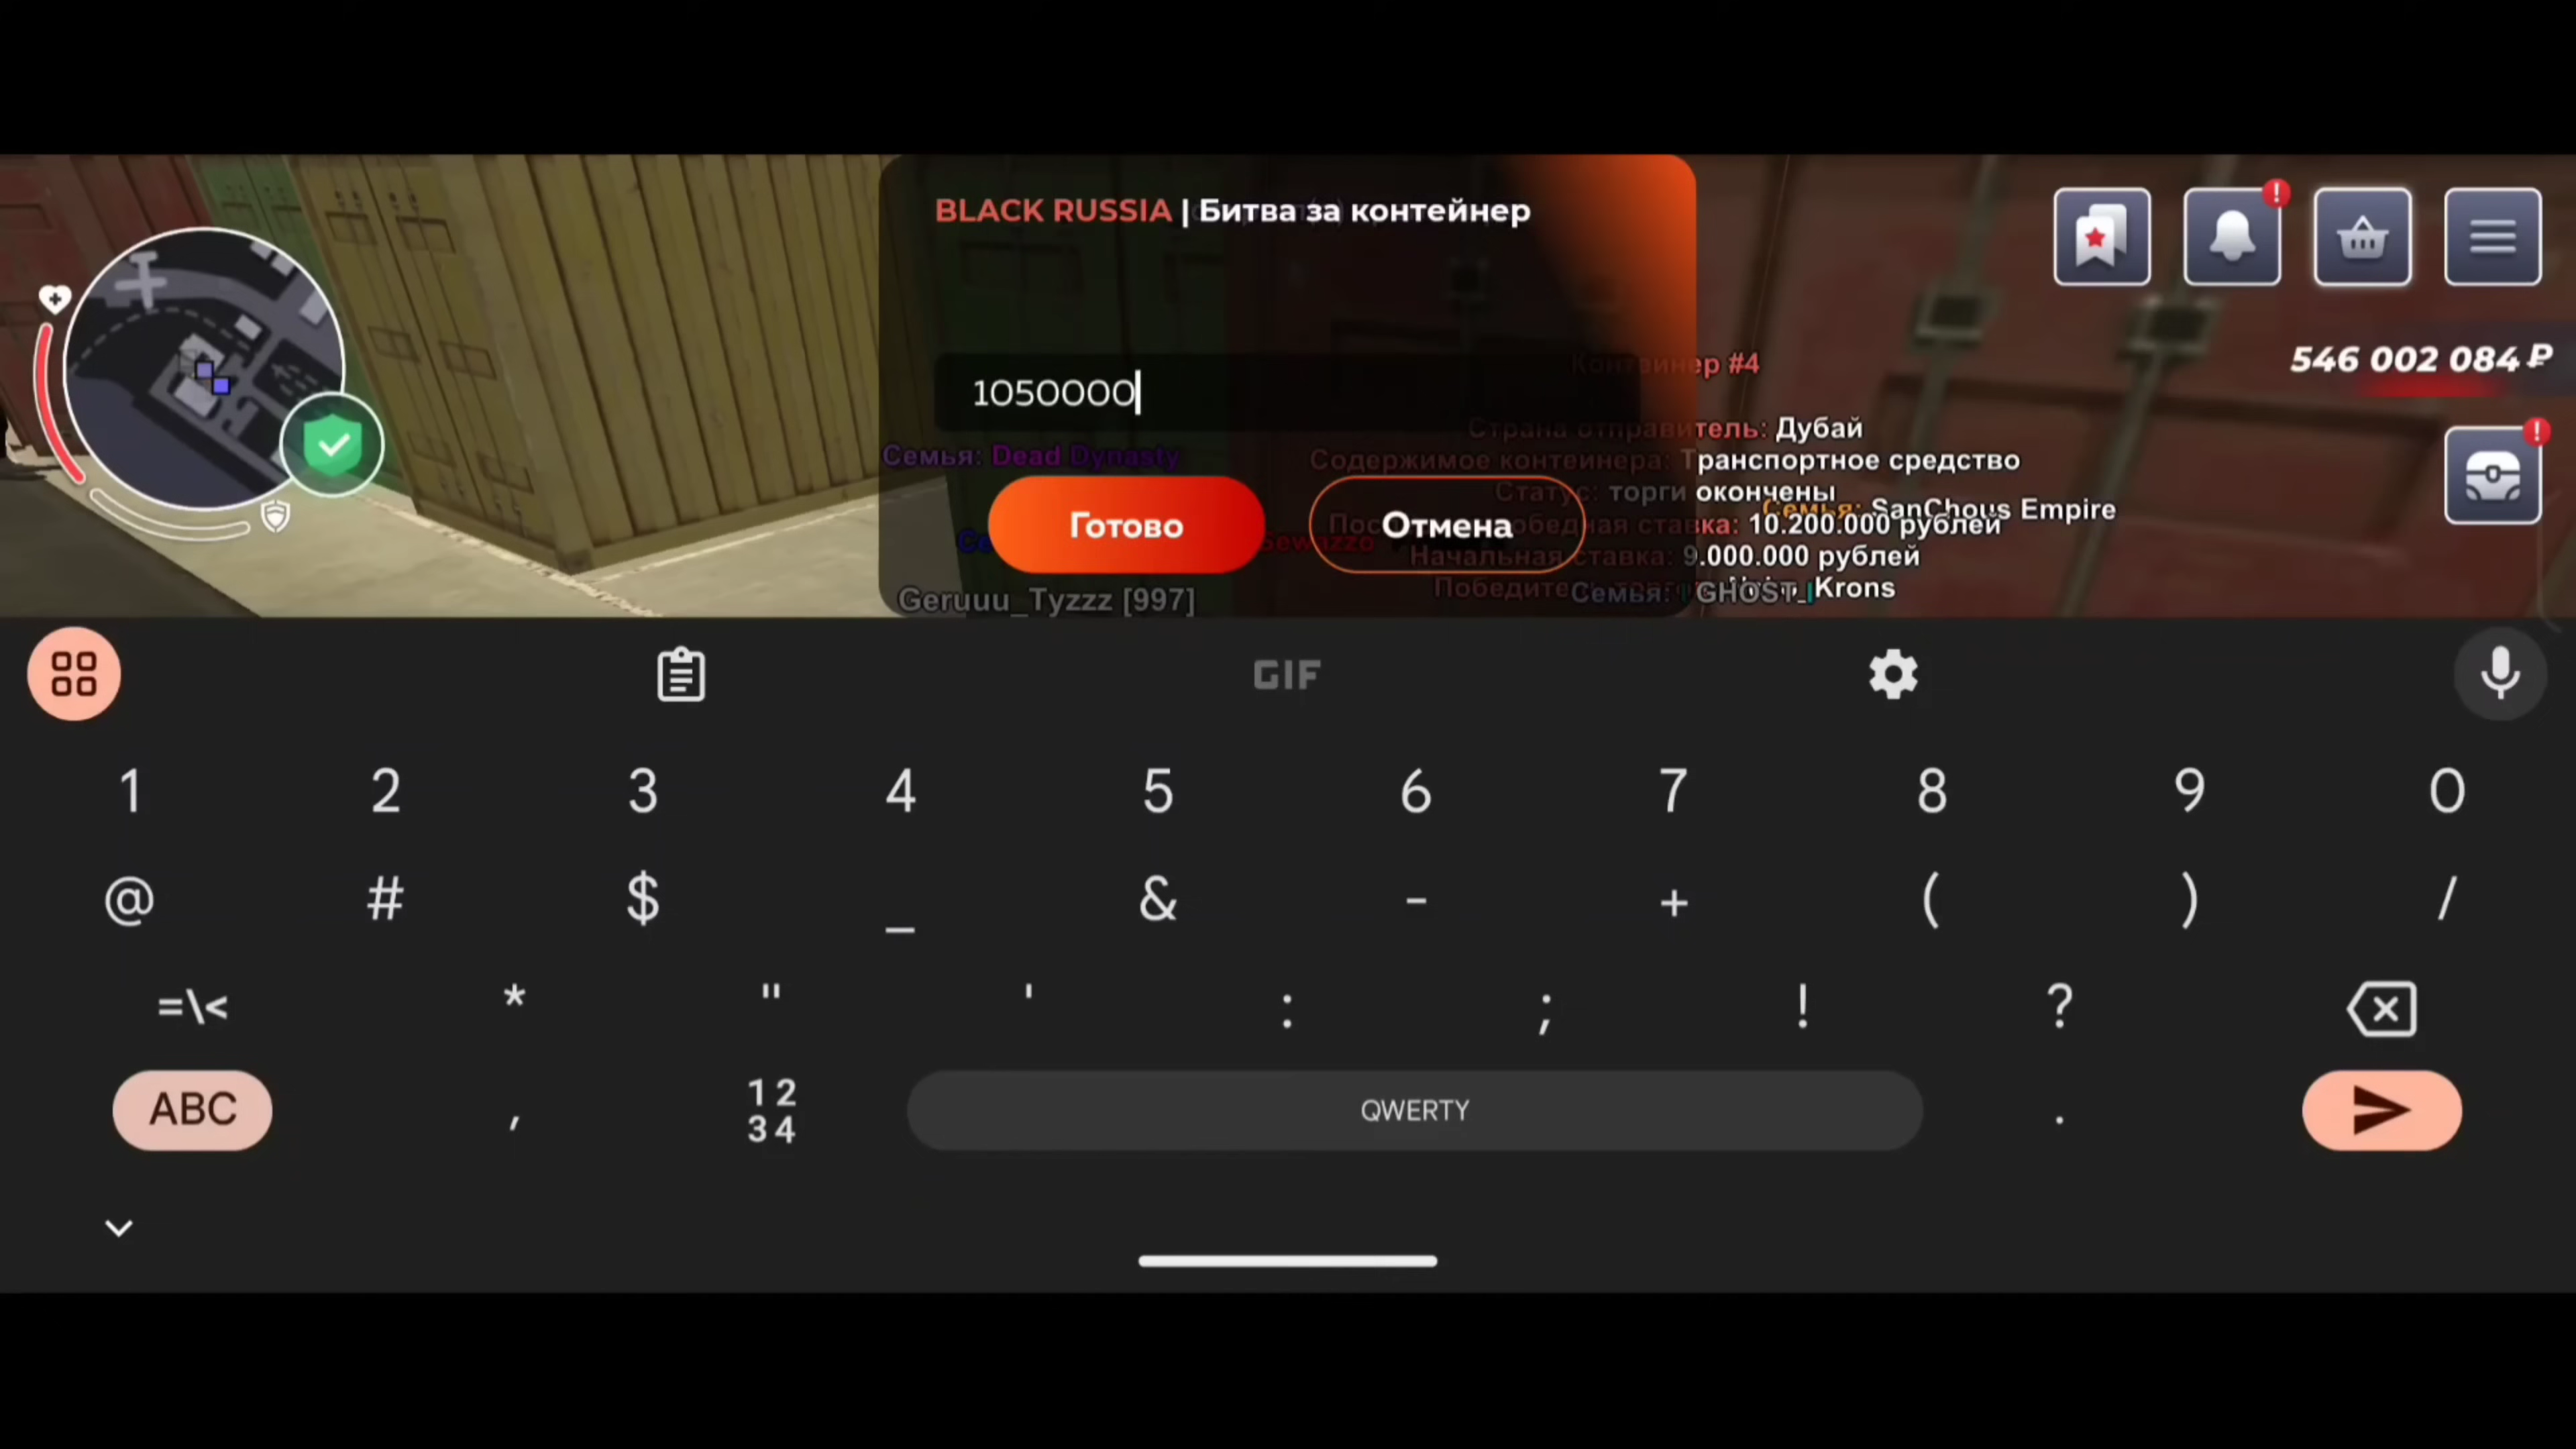 BLACK RUSSIA | Битва за контейнер
546 002 084 ₽
1050000
Контейнер #4
Страна отправитель: Дубай
Семья: Dead Dynasty
Содержимое контейнера: Транспортное средство
Статус: торги окончены
Семья: SanChous Empire
Готово
Отмена
ставка: 10.200.000 рублей
Начальная ставка: 9.000.000 рублей
Krons
Семья: GHOST
Geruuu_Tyzzz [997]
GIF
1 2 3 4 5 6 7 8 9 0
@ # $ _ & - + ( ) /
=\< * " ' : ; ! ?
ABC , 12 34 QWERTY .